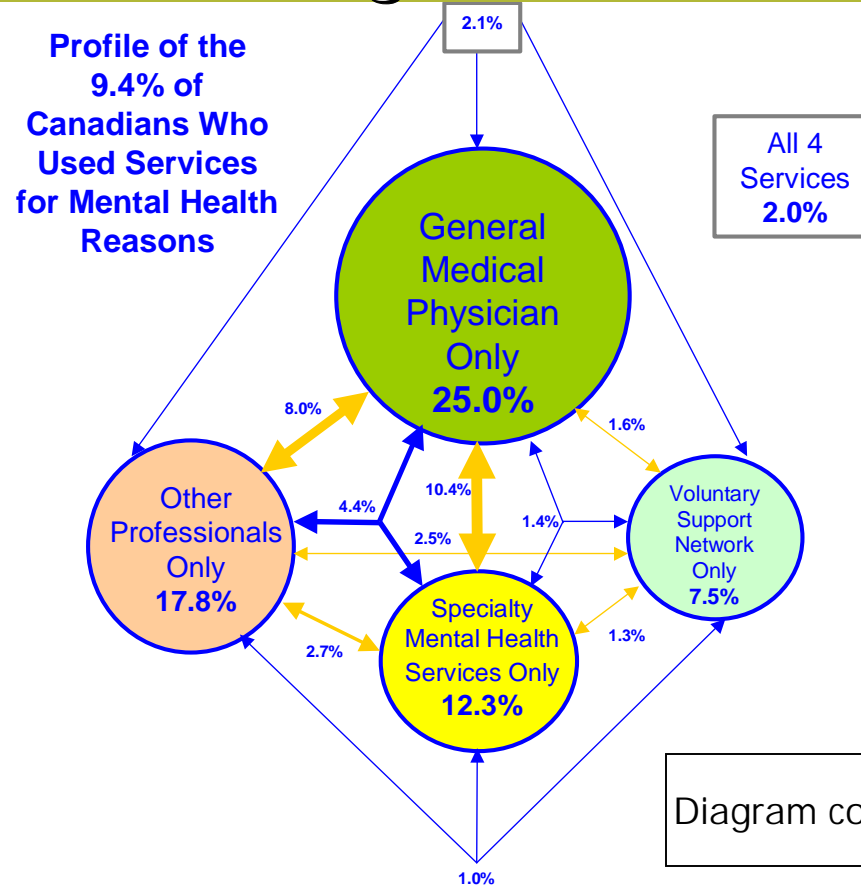 2.1%
Profile of the
9.4% of
Canadians Who
Used Services
for Mental Health
Reasons
All 4
Services
2.0%
General
Medical
Physician
Only
25.0%
8.0%
1.6%
4.4%
10.4%
1.4%
2.5%
Other
Professionals
Only
17.8%
Voluntary
Support
Network
Only
7.5%
Specialty
Mental Health
Services Only
12.3%
2.7%
1.3%
Diagram co
1.0%